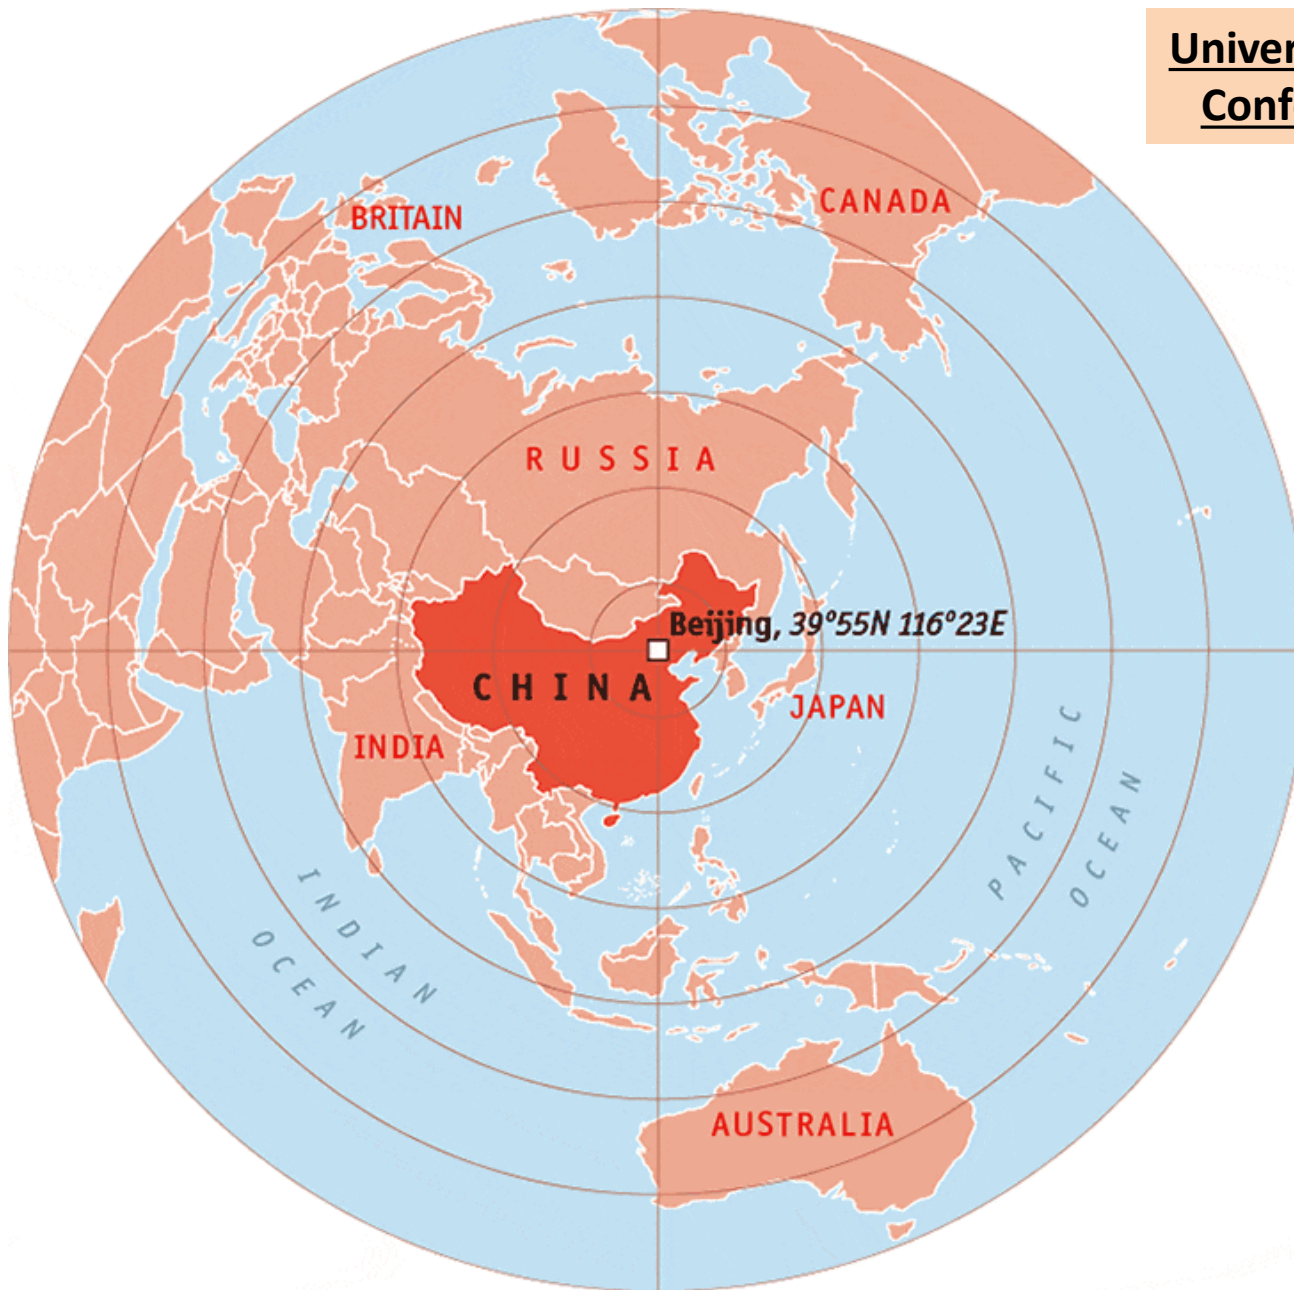 Univer
Conf
CANADA
BRITAIN
RUSSIA
Beijing, 39°55N 116°23E
CHINA
JAPAN
INDIA
PACIFIC
OCEAN
INDIAN
OCEAN
AUSTRALIA